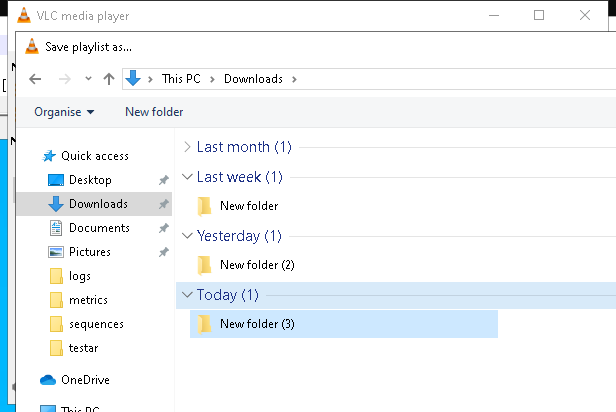 VLC media player
Save playlist as...
This PC
Downloads
Organise
New folder
Quick access
Desktop
Downloads
Documents
Pictures
logs
metrics
sequences
testar
OneDrive
This PC
Last month (1)
Last week (1)
New folder
Yesterday (1)
New folder (2)
Today (1)
New folder (3)